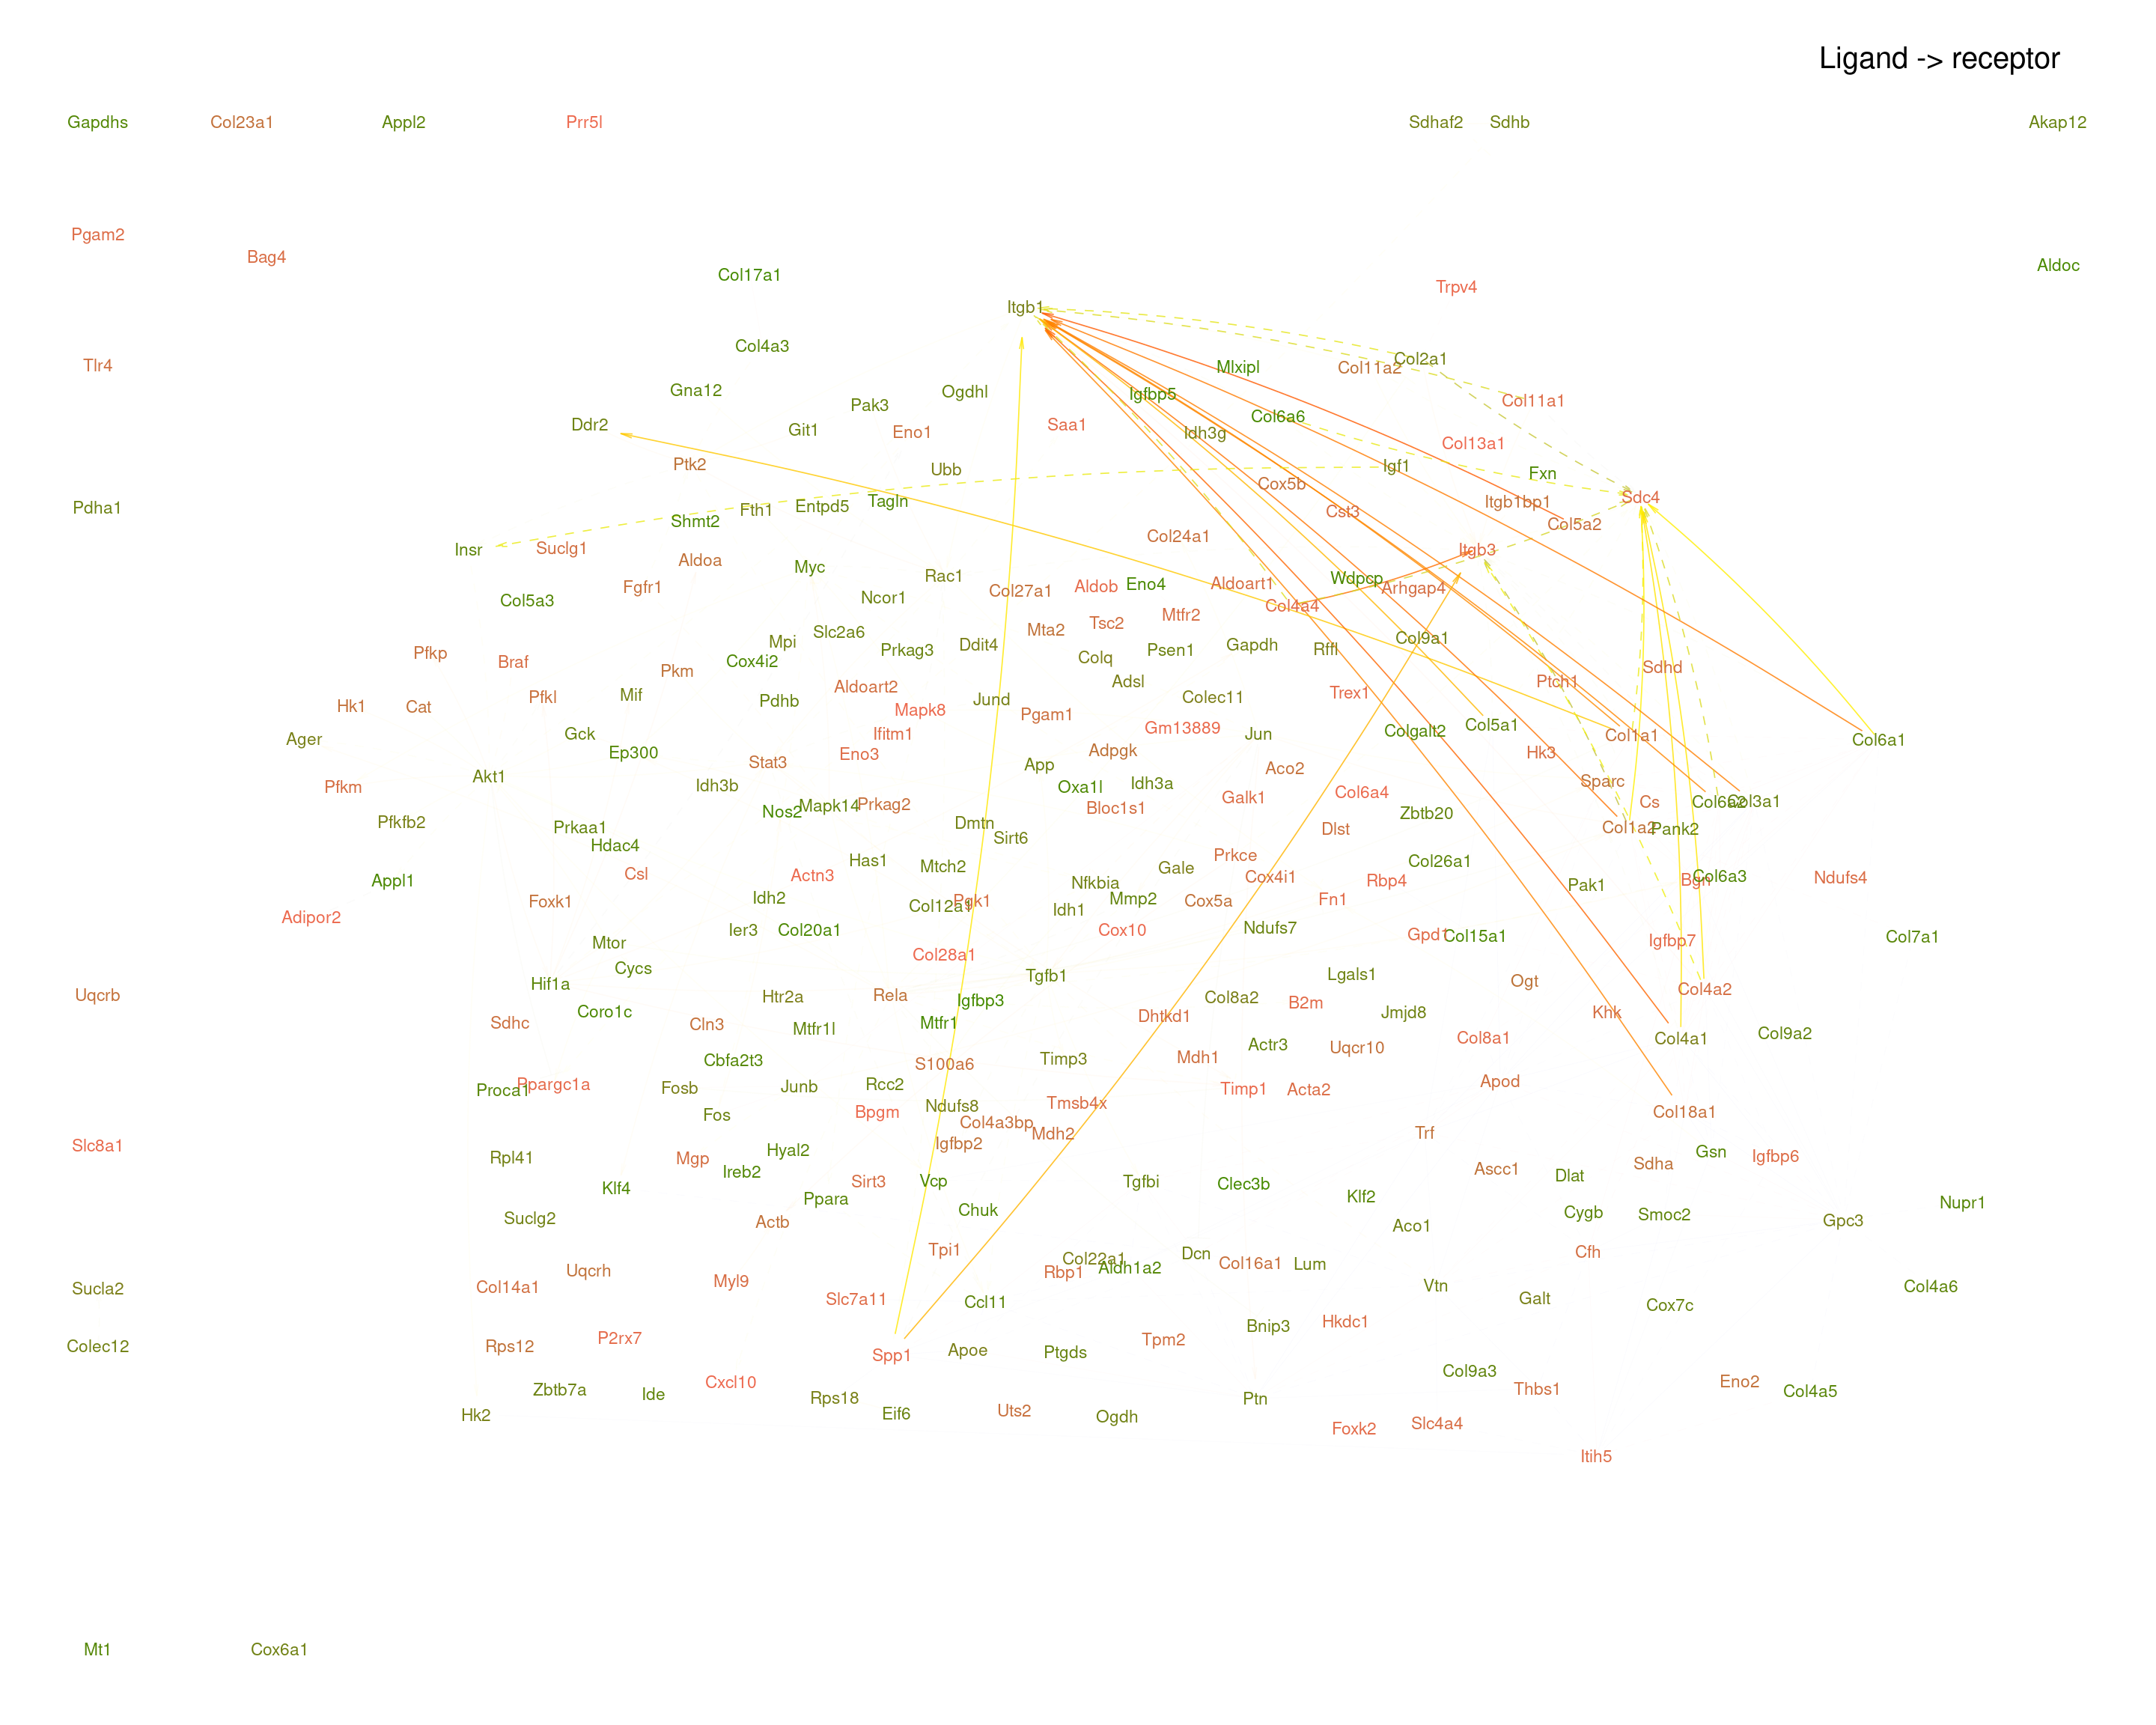 Ligand -> receptor
Gapdhs Col23a1 Appl2 Prr5l Sdhaf2 Sdhb Akap12
Pgam2
Bag4 Aldoc
Col17a1
Trpv4
Itgb1
Col4a3
Col2a1
Tlr4 Mlxipl Col11a2
Gna12 Ogdhl Igfbp5
Pak3 Col11a1
Col6a6
Ddr2 Git1 Eno1 Saa1 Idh3g
Col13a1
Ptk2 Ubb Igf1 Fxn
Cox5b
Pdha1 Fth1 Entpd5 Tagln Cst3 Itgb1bp1 Sdc4
Shmt2 Col5a2
Insr Suclg1 Col24a1 Itgb3
Aldoa Myc
Rac1 Wdpcp
Fgfr1 Col27a1 Aldob Eno4 Aldoart1 Arhgap4
Col5a3 Ncor1 Col4a4
Mtfr2
Slc2a6 Mta2 Tsc2
Mpi Prkag3 Ddit4 Psen1 Gapdh Rffl Col9a1
Pfkp Braf Cox4i2 Colq
Pkm Sdhd
Adsl Ptch1
Pfkl Mif Pdhb Aldoart2 Jund Colec11 Trex1
Hk1 Cat Mapk8 Pgam1
Ager Gck Ifitm1 Gm13889 Jun Colgalt2 Col5a1 Col1a1 Col6a1
Ep300 Stat3 Eno3 App Adpgk Aco2 Hk3
Akt1 Idh3b Oxa1l Idh3a Sparc
Pfkm Nos2 Mapk14 Prkag2 Bloc1s1 Galk1 Col6a4 Cs Col6a2 Col3a1
Pfkfb2 Prkaa1 Dmtn Dlst Zbtb20 Col1a2 Pank2
Hdac4 Sirt6
Has1 Mtch2 Gale Prkce Col26a1
Appl1 Csl Actn3 Nfkbia Cox4i1 Rbp4 Pak1 Bgn Col6a3 Ndufs4
Foxk1 Idh2 Col12a1 Pgk1 Idh1 Mmp2 Cox5a Fn1
Adipor2
Mtor Ier3 Col20a1 Cox10 Ndufs7 Gpd1 Col15a1 Igfbp7 Col7a1
Col28a1
Cycs Tgfb1 Lgals1
Hif1a Ogt Col4a2
Uqcrb Htr2a Rela Igfbp3 Col8a2 B2m
Coro1c Dhtkd1 Jmjd8 Khk
Sdhc Cln3 Mtfr1l Mtfr1 Col9a2
Actr3 Uqcr10 Col8a1 Col4a1
Cbfa2t3 S100a6 Timp3 Mdh1
Proca1 Ppargc1a Fosb Junb Rcc2 Timp1 Acta2 Apod
Fos Bpgm Ndufs8 Tmsb4x Col18a1
Col4a3bp Mdh2 Trf
Slc8a1 Rpl41 Mgp Hyal2 Igfbp2 Gsn Igfbp6
Ireb2 Ascc1 Sdha
Klf4 Sirt3 Vcp Tgfbi Clec3b Dlat
Ppara Klf2 Nupr1
Suclg2 Actb Chuk Aco1 Cygb Smoc2 Gpc3
Tpi1 Col22a1 Dcn Cfh
Uqcrh Rbp1 Aldh1a2 Col16a1 Lum
Sucla2 Col14a1 Myl9 Slc7a11 Ccl11 Vtn Galt Cox7c Col4a6
Colec12 Rps12 P2rx7 Spp1 Apoe Ptgds Tpm2 Bnip3 Hkdc1
Zbtb7a Ide Cxcl10 Col9a3 Thbs1 Eno2 Col4a5
Hk2 Rps18 Eif6 Uts2 Ogdh Ptn
Foxk2 Slc4a4
Itih5
Mt1 Cox6a1